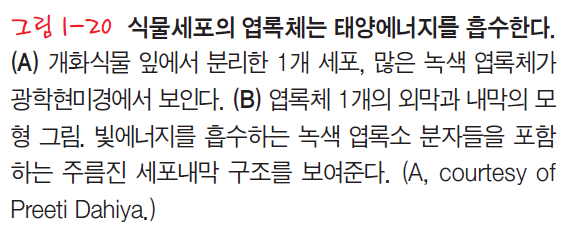 그림 1-20 식물세포의 엽록체는 태양에너지를 흡수한다.
(A) 개화식물 잎에서 분리한 1개 세포, 많은 녹색 엽록체가
광학현미경에서 보인다. (B) 엽록체 1개의 외막과 내막의 모
형 그림. 빛에너지를 흡수하는 녹색 엽록소 분자들을 포함
하는 주름진 세포내막 구조를 보여준다. (A, courtesy of
Preeti Dahiya.)